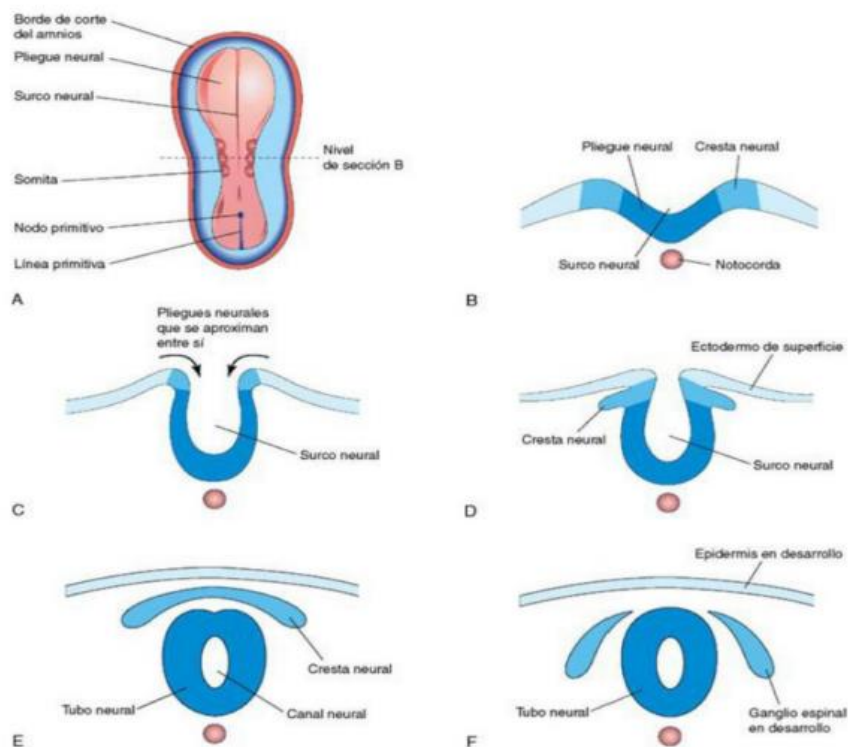 Borde de corte
del amnios
Pliegue neural
Surco neural
Nivel
de sección B
Somita
Nodo primitivo
Línea primitiva
A
Pliegue neural
Cresta neural
Surco neural
Notocorda
B
Pliegues neurales
que se aproximan
entre sí
Surco neural
C
Ectodermo de superficie
Cresta neural
Surco neural
D
Cresta neural
Tubo neural
Canal neural
E
Epidermis en desarrollo
Tubo neural
Ganglio espinal
en desarrollo
F